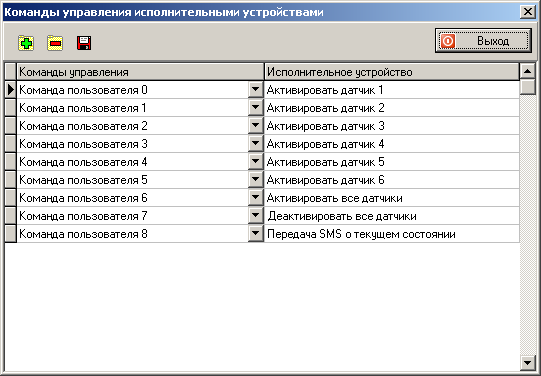 Команды управления исполнительными устройствами
Выход
Команды управления Исполнительное устройство
Команда пользователя 0 Активировать датчик 1
Команда пользователя 1 Активировать датчик 2
Команда пользователя 2 Активировать датчик 3
Команда пользователя 3 Активировать датчик 4
Команда пользователя 4 Активировать датчик 5
Команда пользователя 5 Активировать датчик 6
Команда пользователя 6 Активировать все датчики
Команда пользователя 7 Деактивировать все датчики
Команда пользователя 8 Передача SMS о текущем состоянии